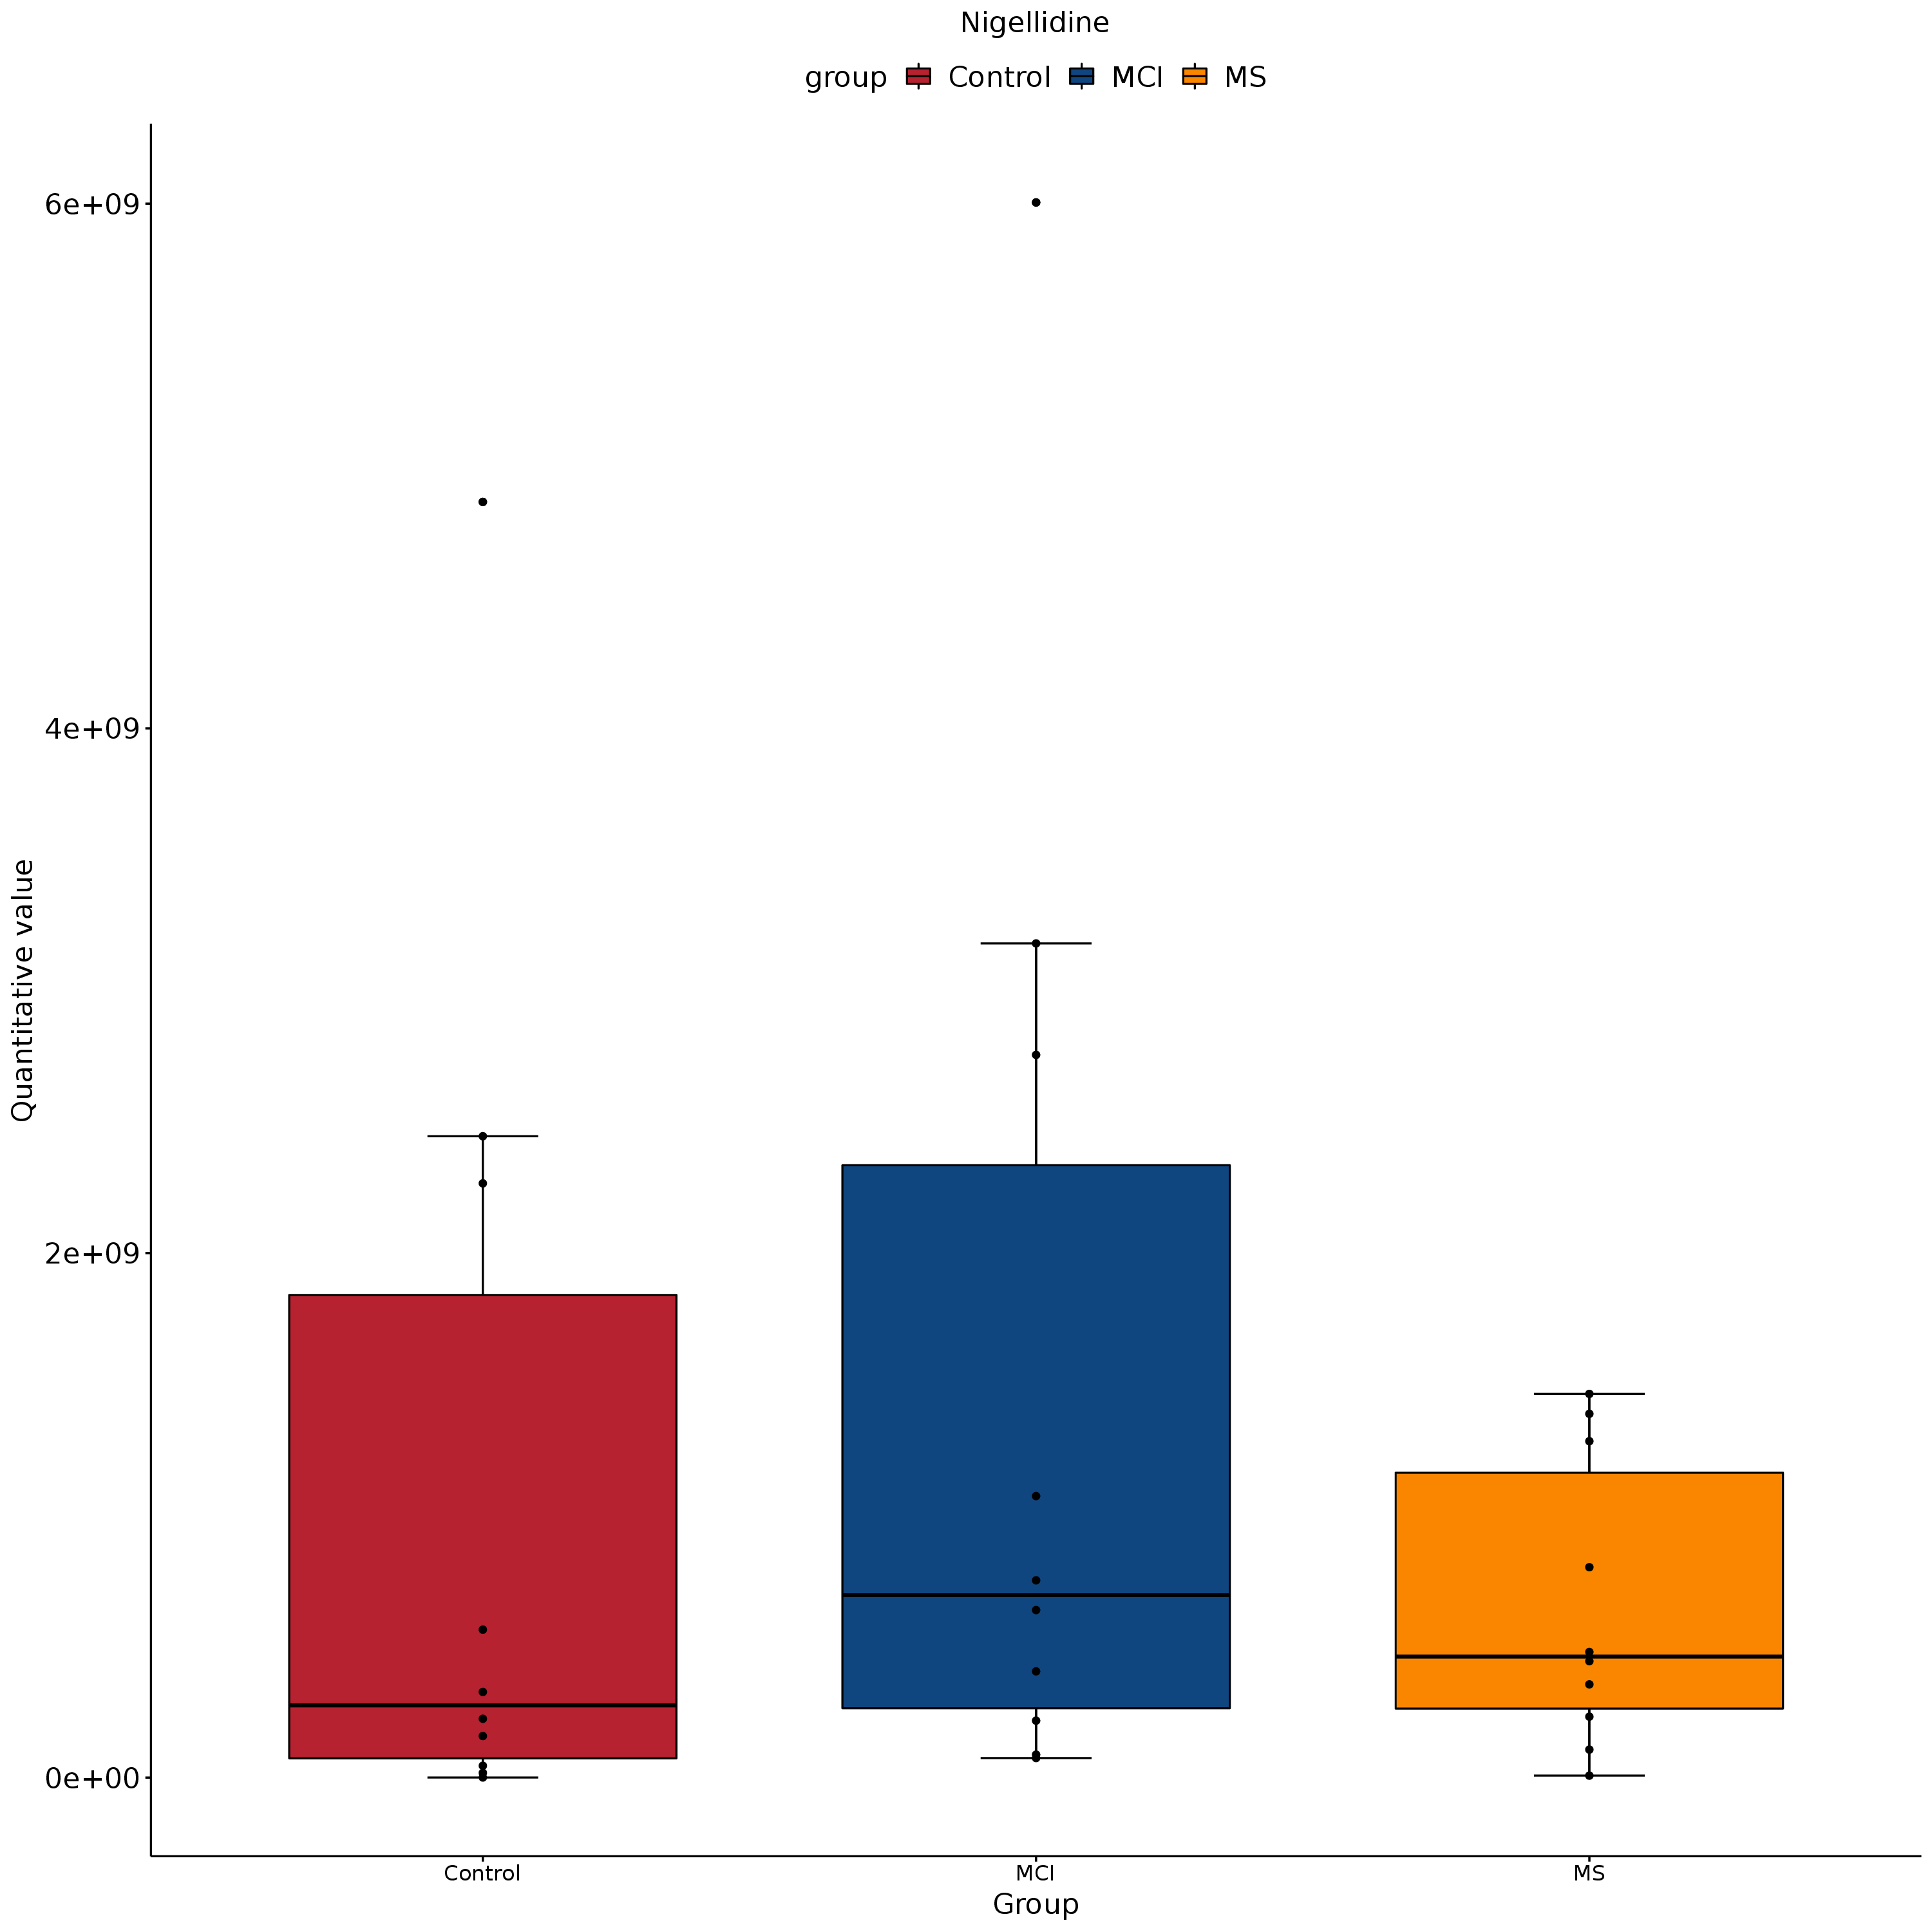 Nigellidine
group Control MCI MS
6e+09
4e+09
2e+09
0e+00
Quantitative value
Control MCI MS
Group